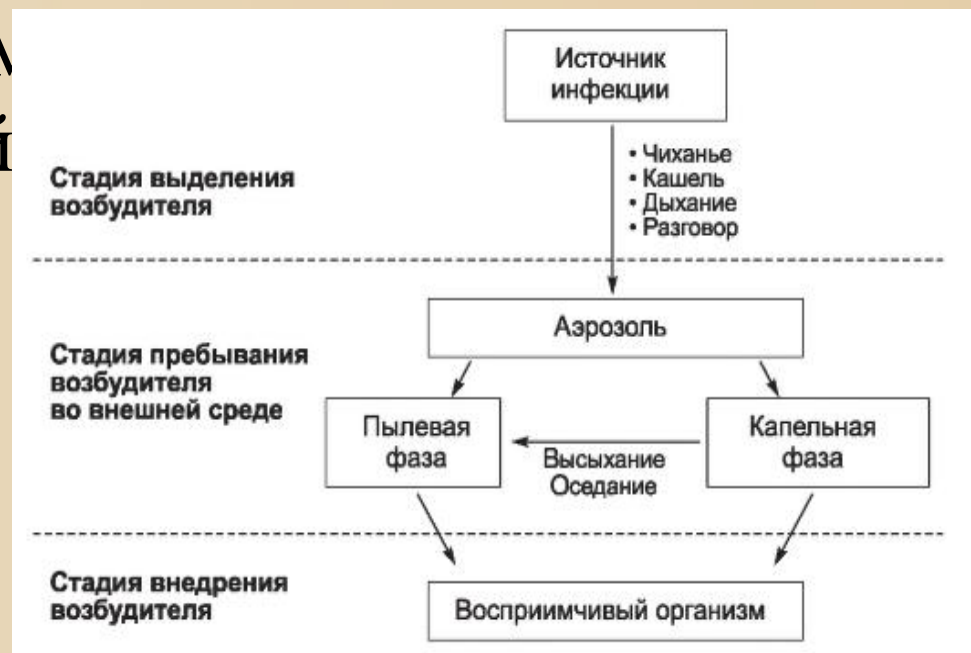 Источник
инфекции
• Чиханье
• Кашель
• Дыхание
• Разговор
Стадия выделения
возбудителя
Аэрозоль
Стадия пребывания
возбудителя
во внешней среде
Пылевая
фаза
Высыхание
Оседание
Капельная
фаза
Стадия внедрения
возбудителя
Восприимчивый организм